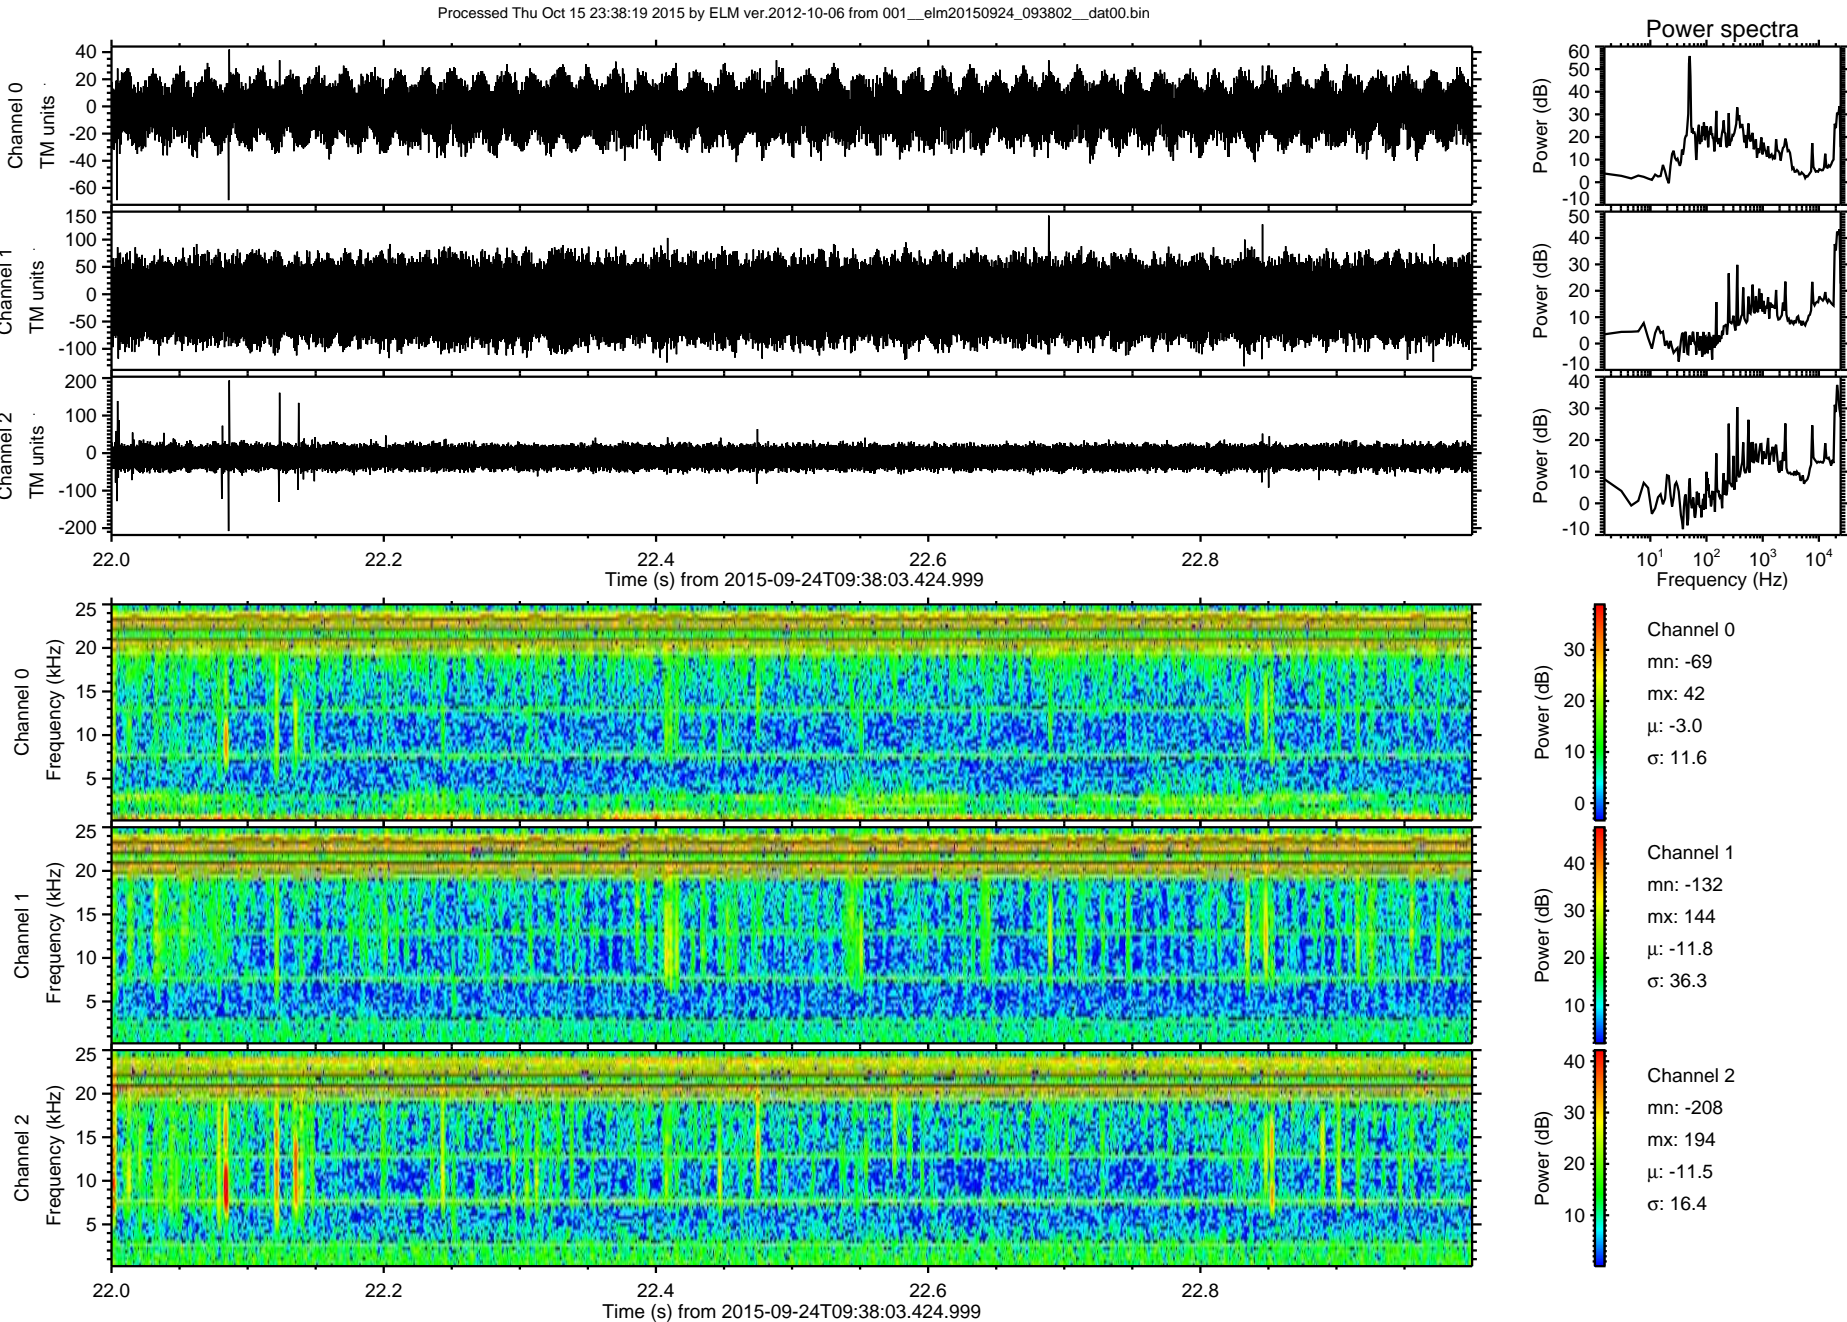 Processed Thu Oct 15 23:38:19 2015 by ELM ver.2012-10-06 from 001__elm20150924_093802__dat00.bin
Power spectra
Channel 0
TM units
40
20
0
-20
-40
-60
Power (dB)
60
50
40
30
20
10
0
-10
Channel 1
TM units
150
100
50
0
-50
-100
Power (dB)
50
40
30
20
10
0
-10
Channel 2
TM units
200
100
0
-100
-200
Power (dB)
40
30
20
10
0
-10
22.0 22.2 22.4 22.6 22.8
Time (s) from 2015-09-24T09:38:03.424.999
10¹ 10² 10³ 10⁴
Frequency (Hz)
Channel 0
Frequency (kHz)
25
20
15
10
5
Power (dB)
30
20
10
0
Channel 0
mn: -69
mx: 42
μ: -3.0
σ: 11.6
Channel 1
Frequency (kHz)
25
20
15
10
5
Power (dB)
40
30
20
10
Channel 1
mn: -132
mx: 144
μ: -11.8
σ: 36.3
Channel 2
Frequency (kHz)
25
20
15
10
5
Power (dB)
40
30
20
10
Channel 2
mn: -208
mx: 194
μ: -11.5
σ: 16.4
22.0 22.2 22.4 22.6 22.8
Time (s) from 2015-09-24T09:38:03.424.999